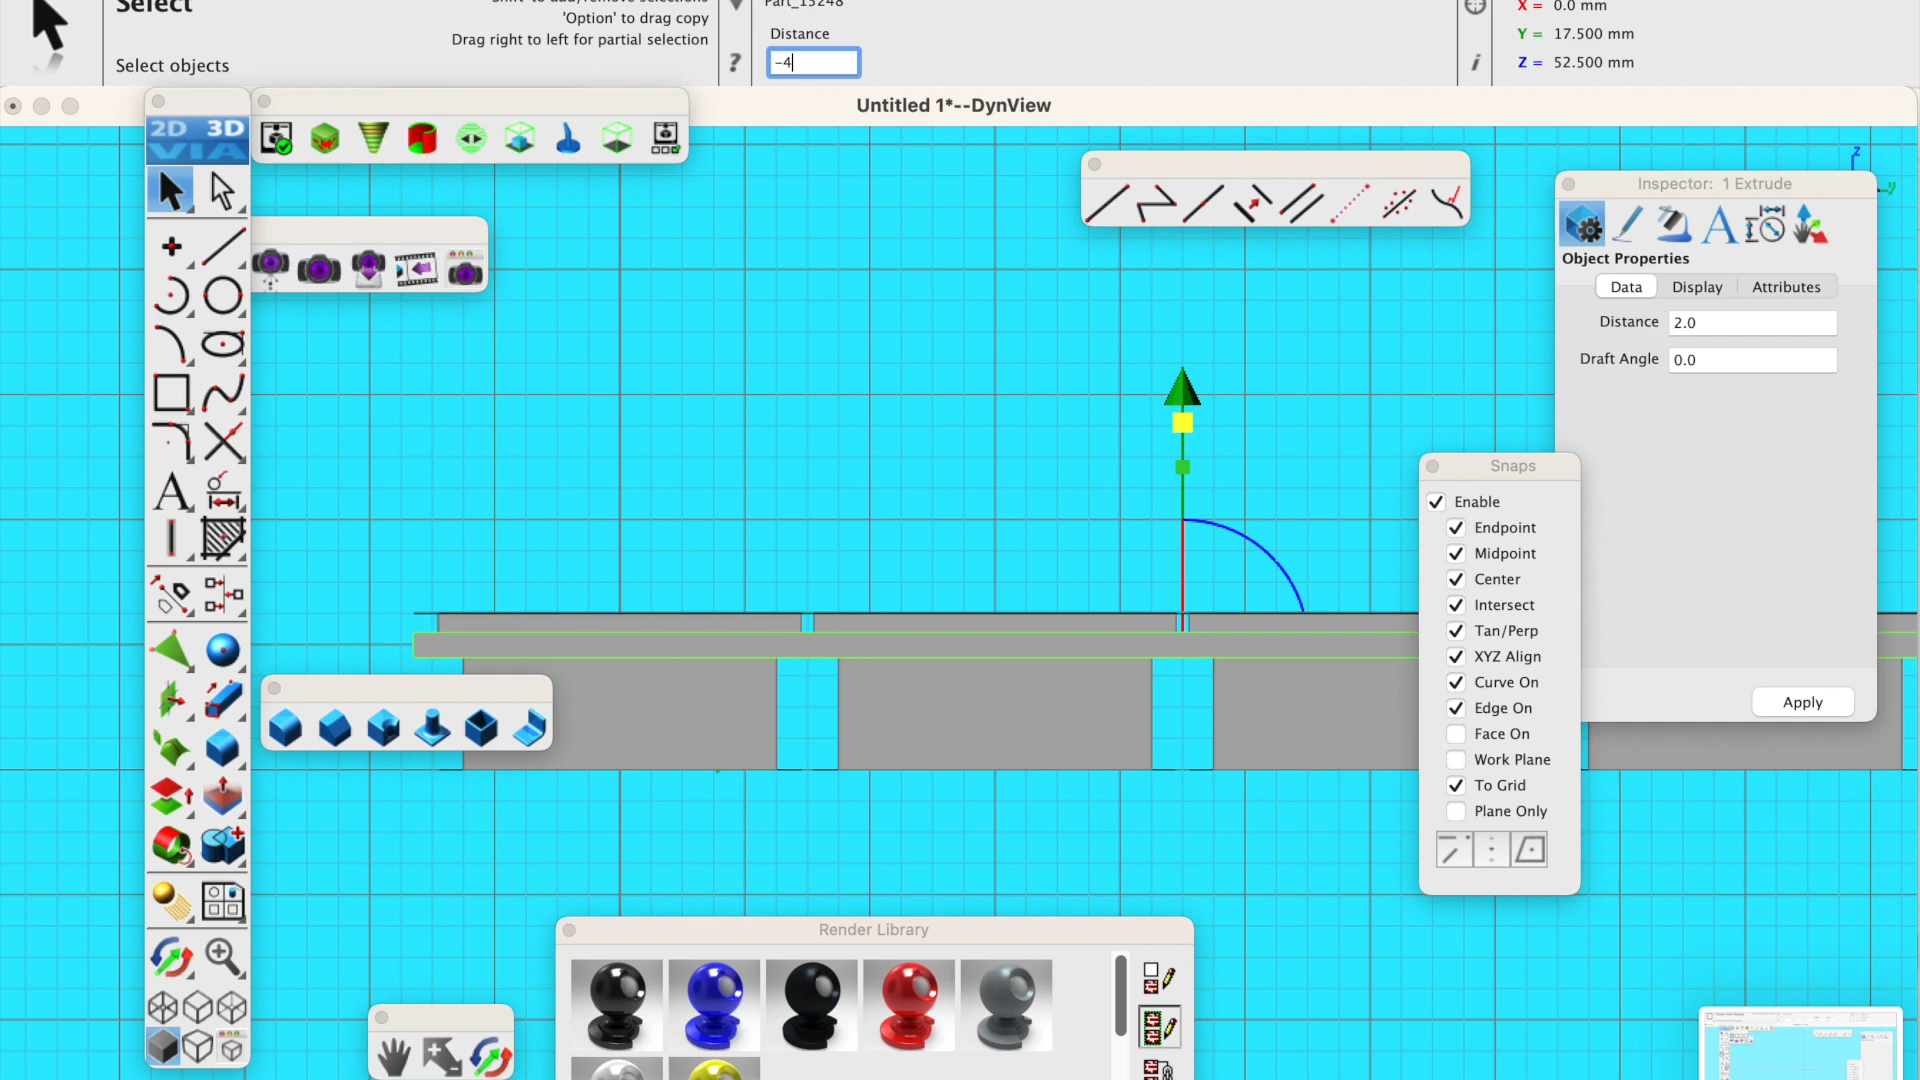 Select
'Option' to drag copy
Drag right to left for partial selection
Select objects
Part_15248
Distance
-4
X = 0.0 mm
Y = 17.500 mm
Z = 52.500 mm
Untitled 1*--DynView
2D 3D
VIA
z
y
Inspector: 1 Extrude
Object Properties
Data Display Attributes
Distance 2.0
Draft Angle 0.0
Apply
Snaps
Enable
Endpoint
Midpoint
Center
Intersect
Tan/Perp
XYZ Align
Curve On
Edge On
Face On
Work Plane
To Grid
Plane Only
Render Library